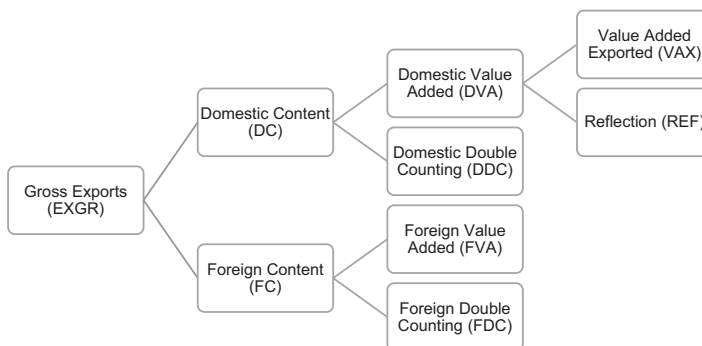 Value Added
Exported (VAX)
Domestic Value
Added (DVA)
Reflection (REF)
Domestic Content
(DC)
Domestic Double
Counting (DDC)
Gross Exports
(EXGR)
Foreign Value
Added (FVA)
Foreign Content
(FC)
Foreign Double
Counting (FDC)